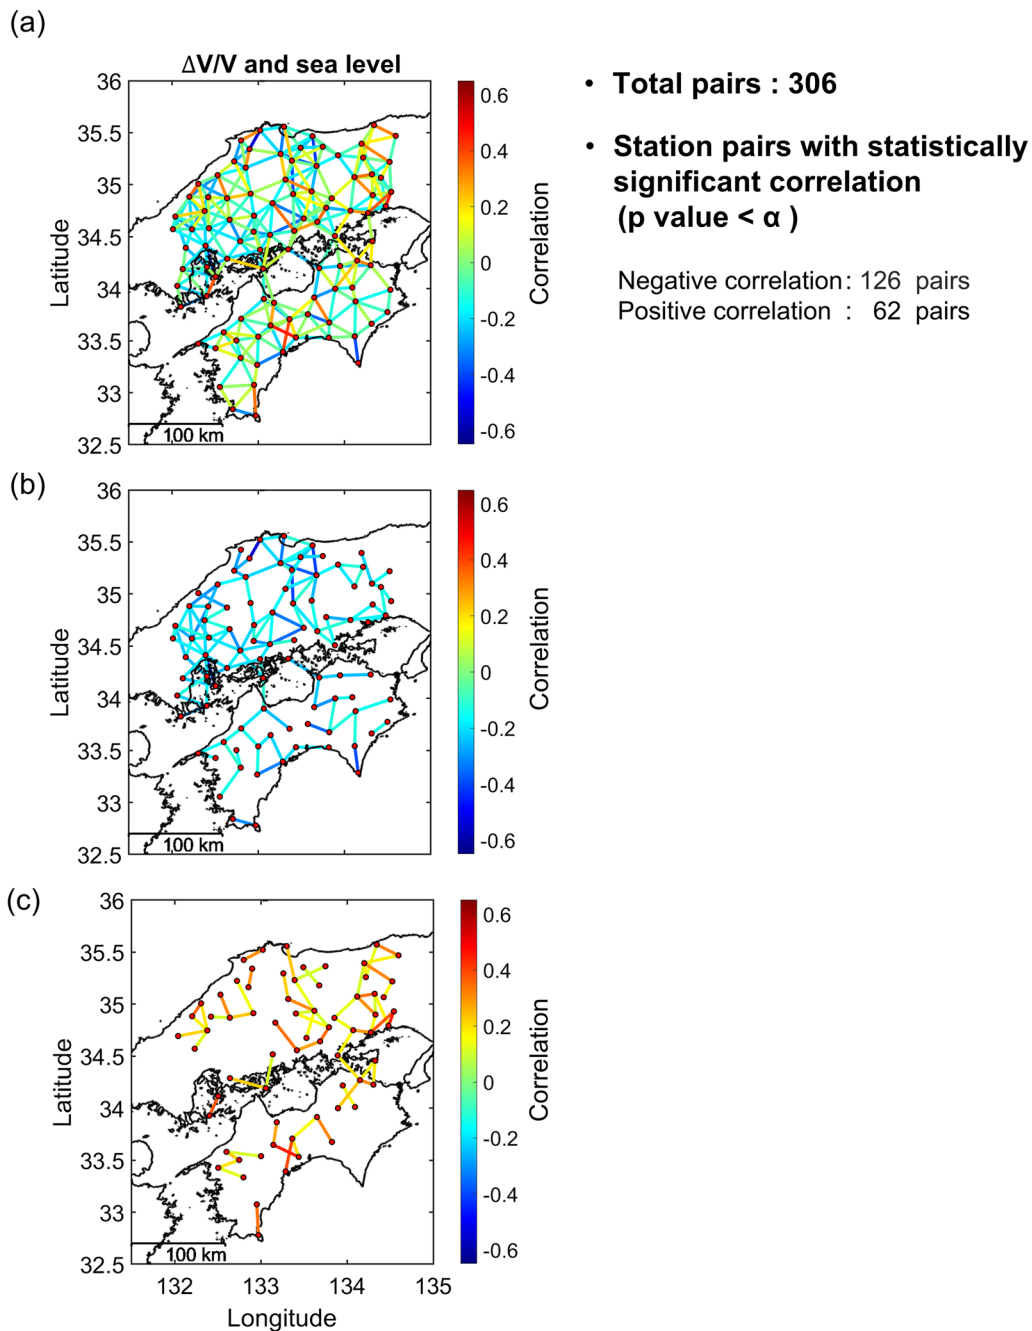 (a)
ΔV/V and sea level
36
35.5
35
34.5
34
33.5
33
32.5
Latitude
100 km
0.6
0.4
0.2
0
-0.2
-0.4
-0.6
Correlation
• Total pairs : 306
• Station pairs with statistically
significant correlation
(p value < α )
Negative correlation : 126 pairs
Positive correlation : 62 pairs
(b)
36
35.5
35
34.5
34
33.5
33
32.5
Latitude
100 km
0.6
0.4
0.2
0
-0.2
-0.4
-0.6
Correlation
(c)
36
35.5
35
34.5
34
33.5
33
32.5
Latitude
100 km
132
133
134
135
Longitude
0.6
0.4
0.2
0
-0.2
-0.4
-0.6
Correlation